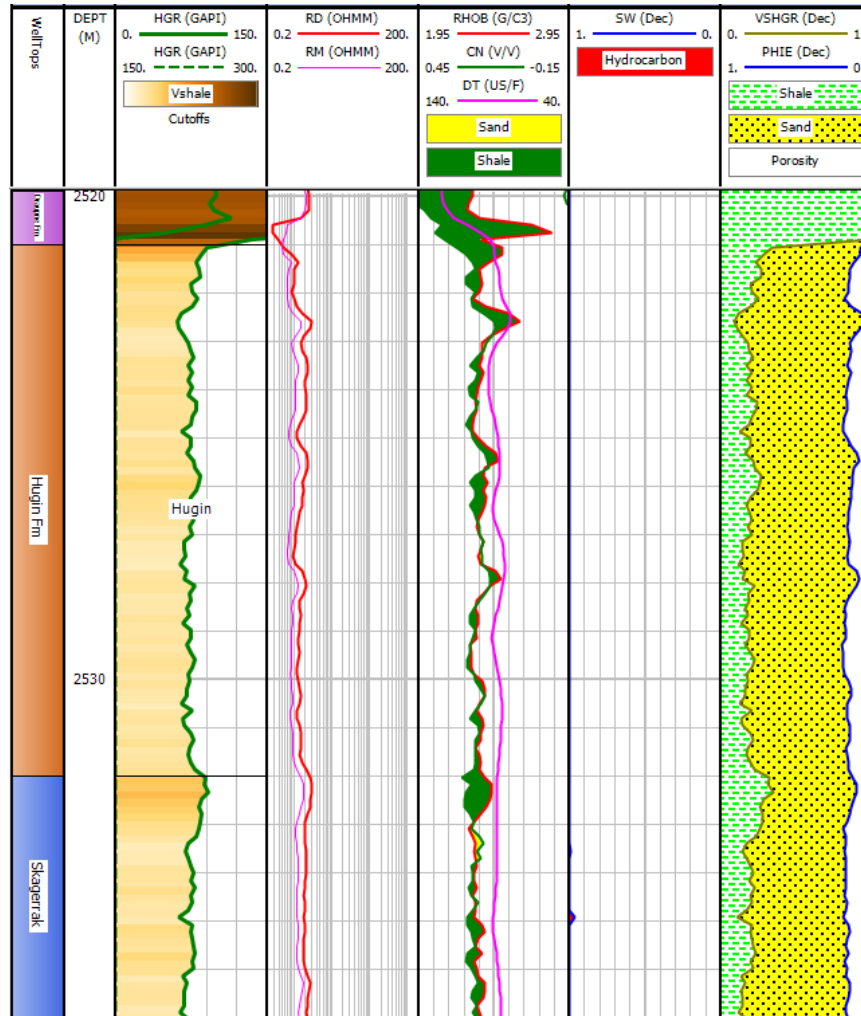 WellTops
DEPT
(M)
HGR (GAPI)
0. 150.
HGR (GAPI)
150. 300.
Vshale
Cutoffs
RD (OHMM)
0.2 200.
RM (OHMM)
0.2 200.
RHOB (G/C3)
1.95 2.95
CN (V/V)
0.45 -0.15
DT (US/F)
140. 40.
Sand
Shale
SW (Dec)
1. 0.
Hydrocarbon
VSHGR (Dec)
0. 1
PHIE (Dec)
1. 0
Shale
Sand
Porosity
Fm
2520
Hugin Fm
Hugin
2530
Skagerrak